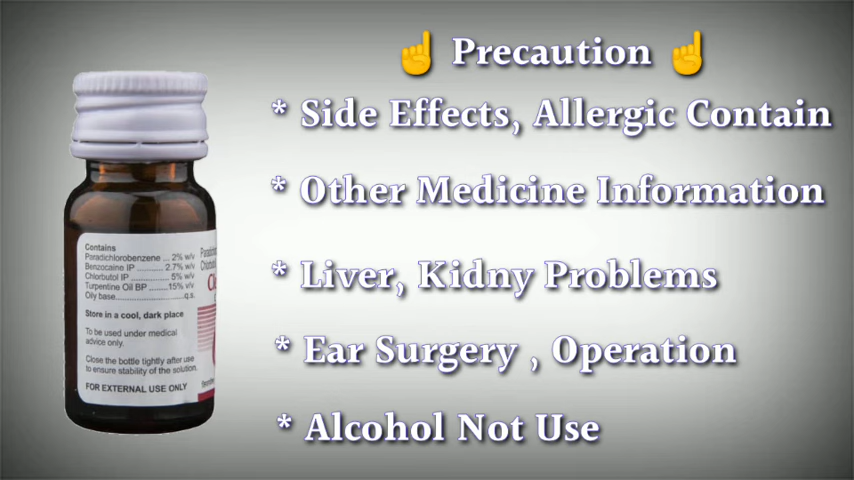 ☝ Precaution ☝
* Side Effects, Allergic Contain
* Other Medicine Information
* Liver, Kidny Problems
* Ear Surgery , Operation
* Alcohol Not Use
Contains
Paradichlorobenzene ... 2% w/v
Benzocaine IP .......... 2.7% w/v
Chlorbutol IP ............ 5% w/v
Turpentine Oil BP ..... 15% v/v
Oily base................... q.s.
Store in a cool, dark place
To be used under medical
advice only.
Close the bottle tightly after use
to ensure stability of the solution.
FOR EXTERNAL USE ONLY